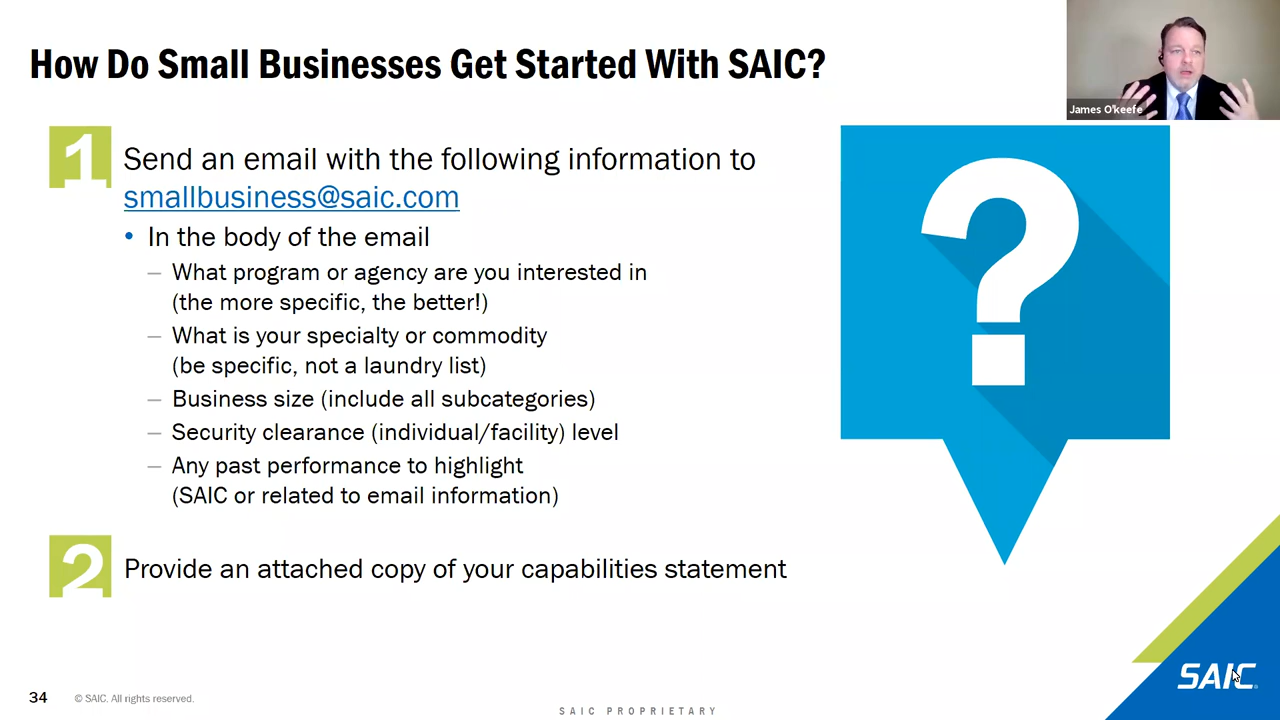 How Do Small Businesses Get Started With SAIC?
James O'keefe
1
Send an email with the following information to
smallbusiness@saic.com
• In the body of the email
– What program or agency are you interested in
(the more specific, the better!)
– What is your specialty or commodity
(be specific, not a laundry list)
– Business size (include all subcategories)
– Security clearance (individual/facility) level
– Any past performance to highlight
(SAIC or related to email information)
2
Provide an attached copy of your capabilities statement
?
SAIC®
34
© SAIC. All rights reserved.
SAIC PROPRIETARY